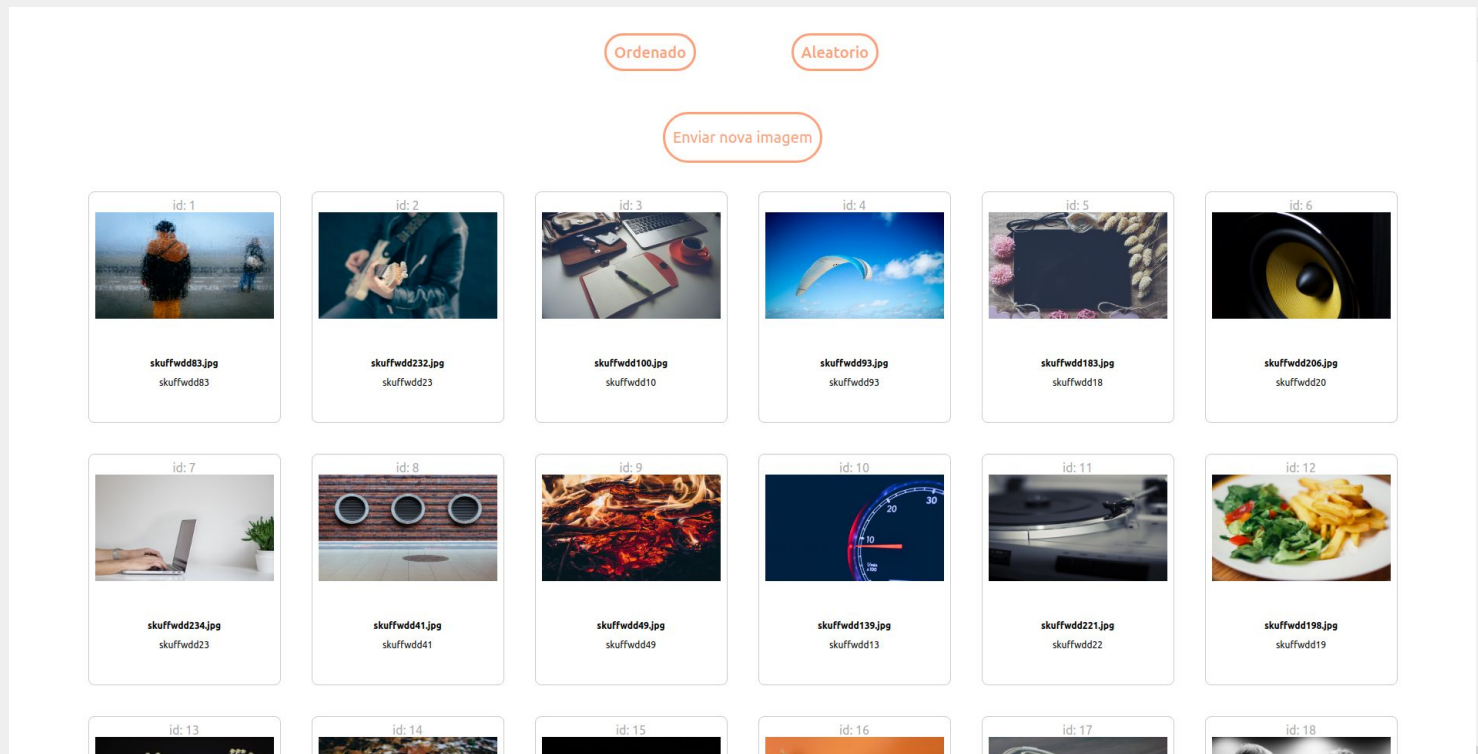 Ordenado Aleatorio
Enviar nova imagem
id: 1 id: 2 id: 3 id: 4 id: 5 id: 6
skuffwdd83.jpg skuffwdd232.jpg skuffwdd100.jpg skuffwdd93.jpg skuffwdd183.jpg skuffwdd206.jpg
skuffwdd83 skuffwdd23 skuffwdd10 skuffwdd93 skuffwdd18 skuffwdd20
id: 7 id: 8 id: 9 id: 10 id: 11 id: 12
10 20 30
skuffwdd234.jpg skuffwdd41.jpg skuffwdd49.jpg skuffwdd139.jpg skuffwdd221.jpg skuffwdd198.jpg
skuffwdd23 skuffwdd41 skuffwdd49 skuffwdd13 skuffwdd22 skuffwdd19
id: 13 id: 14 id: 15 id: 16 id: 17 id: 18